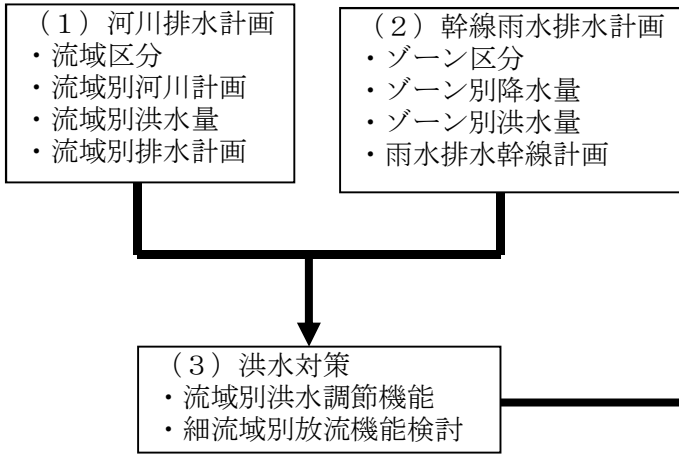 （１）河川排水計画
・流域区分
・流域別河川計画
・流域別洪水量
・流域別排水計画
（２）幹線雨水排水計画
・ゾーン区分
・ゾーン別降水量
・ゾーン別洪水量
・雨水排水幹線計画
（３）洪水対策
・流域別洪水調節機能
・細流域別放流機能検討